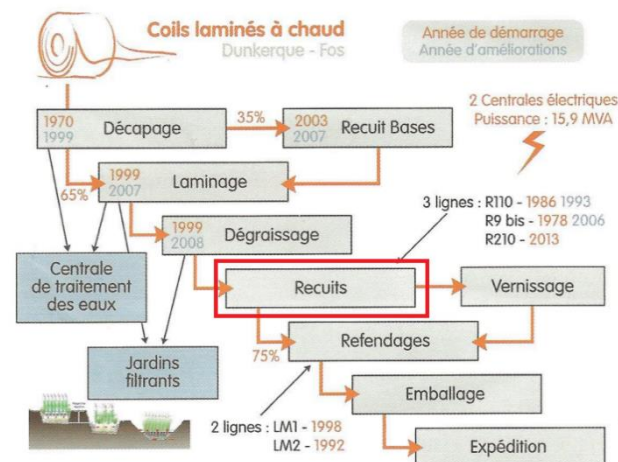 Coils laminés à chaud
Dunkerque - Fos
Année de démarrage
Année d'améliorations
2 Centrales électriques
Puissance : 15,9 MVA
1970
1999
Décapage
35%
2003
2007
Recuit Bases
65%
1999
2007
Laminage
3 lignes : R110 - 1986 1993
R9 bis - 1978 2006
R210 - 2013
1999
2008
Dégraissage
Centrale
de traitement
des eaux
Recuits
Vernissage
75%
Refendages
Jardins
filtrants
Emballage
2 lignes : LM1 - 1998
LM2 - 1992
Expédition